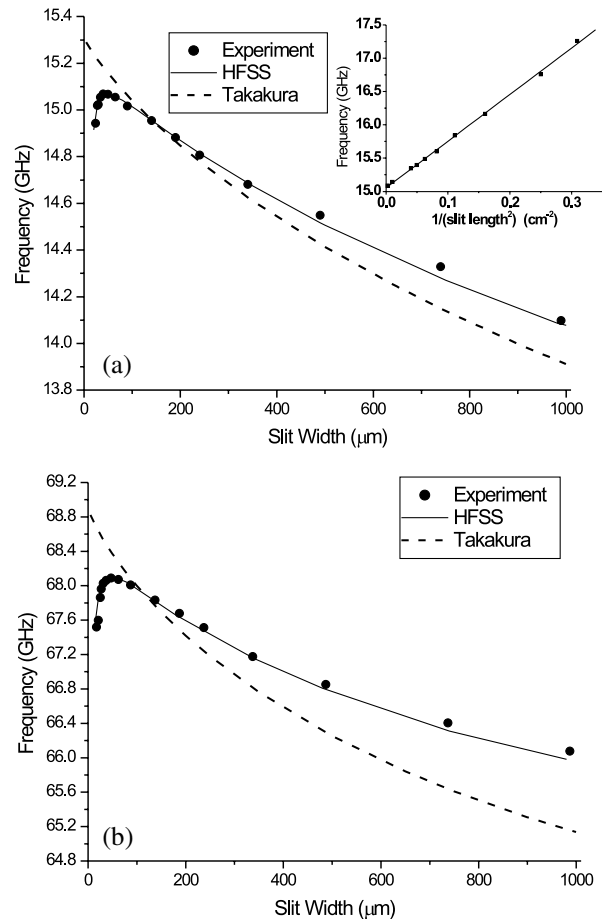 15.4
15.2
15.0
14.8
14.6
14.4
14.2
14.0
13.8
Frequency (GHz)
Experiment
HFSS
Takakura
17.5
17.0
16.5
16.0
15.5
15.0
Frequency (GHz)
0.0 0.1 0.2 0.3
1/(slit length²) (cm⁻²)
(a)
0 200 400 600 800 1000
Slit Width (μm)
69.2
68.8
68.4
68.0
67.6
67.2
66.8
66.4
66.0
65.6
65.2
64.8
Frequency (GHz)
Experiment
HFSS
Takakura
(b)
0 200 400 600 800 1000
Slit Width (μm)